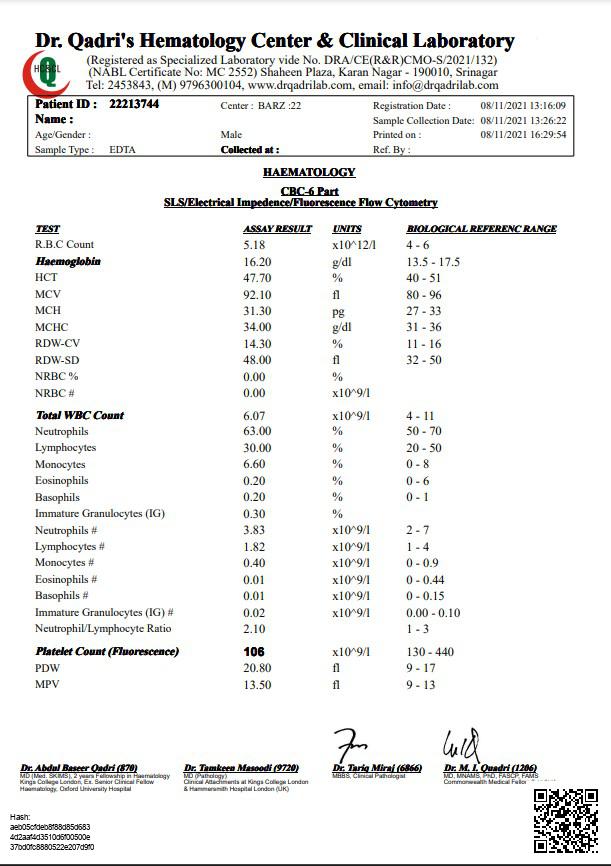 Dr. Qadri's Hematology Center & Clinical Laboratory
(Registered as Specialized Laboratory vide No. DRA/CE(R&R)CMO-S/2021/132)
(NABL Certificate No: MC 2552) Shaheen Plaza, Karan Nagar - 190010, Srinagar
Tel: 2453843, (M) 9796300104, www.drqadrilab.com, email: info@drqadrilab.com
Patient ID : 22213744 Center : BARZ :22 Registration Date : 08/11/2021 13:16:09
Name : Sample Collection Date: 08/11/2021 13:26:22
Age/Gender : Male Printed on : 08/11/2021 16:29:54
Sample Type : EDTA Collected at : Ref. By :
HAEMATOLOGY
CBC-6 Part
SLS/Electrical Impedence/Fluorescence Flow Cytometry
TEST ASSAY RESULT UNITS BIOLOGICAL REFERENC RANGE
R.B.C Count 5.18 x10^12/l 4 - 6
Haemoglobin 16.20 g/dl 13.5 - 17.5
HCT 47.70 % 40 - 51
MCV 92.10 fl 80 - 96
MCH 31.30 pg 27 - 33
MCHC 34.00 g/dl 31 - 36
RDW-CV 14.30 % 11 - 16
RDW-SD 48.00 fl 32 - 50
NRBC % 0.00 %
NRBC # 0.00 x10^9/l
Total WBC Count 6.07 x10^9/l 4 - 11
Neutrophils 63.00 % 50 - 70
Lymphocytes 30.00 % 20 - 50
Monocytes 6.60 % 0 - 8
Eosinophils 0.20 % 0 - 6
Basophils 0.20 % 0 - 1
Immature Granulocytes (IG) 0.30 %
Neutrophils # 3.83 x10^9/l 2 - 7
Lymphocytes # 1.82 x10^9/l 1 - 4
Monocytes # 0.40 x10^9/l 0 - 0.9
Eosinophils # 0.01 x10^9/l 0 - 0.44
Basophils # 0.01 x10^9/l 0 - 0.15
Immature Granulocytes (IG) # 0.02 x10^9/l 0.00 - 0.10
Neutrophil/Lymphocyte Ratio 2.10 1 - 3
Platelet Count (Fluorescence) 106 x10^9/l 130 - 440
PDW 20.80 fl 9 - 17
MPV 13.50 fl 9 - 13
Dr. Abdul Baseer Qadri (870) Dr. Tamkeen Masoodi (9720) Dr. Tariq Miraj (6866) Dr. M. I. Quadri (1206)
MD (Med. SKIMS), 2 years Fellowship in Haematology MD (Pathology) MBBS, Clinical Pathologist MD, MNAMS, PhD, FASCP, FAMS
Kings College London, Ex. Senior Clinical Fellow Clinical Attachments at Kings College London Commonwealth Medical
Haematology, Oxford University Hospital & Hammersmith Hospital London (UK)
Hash: